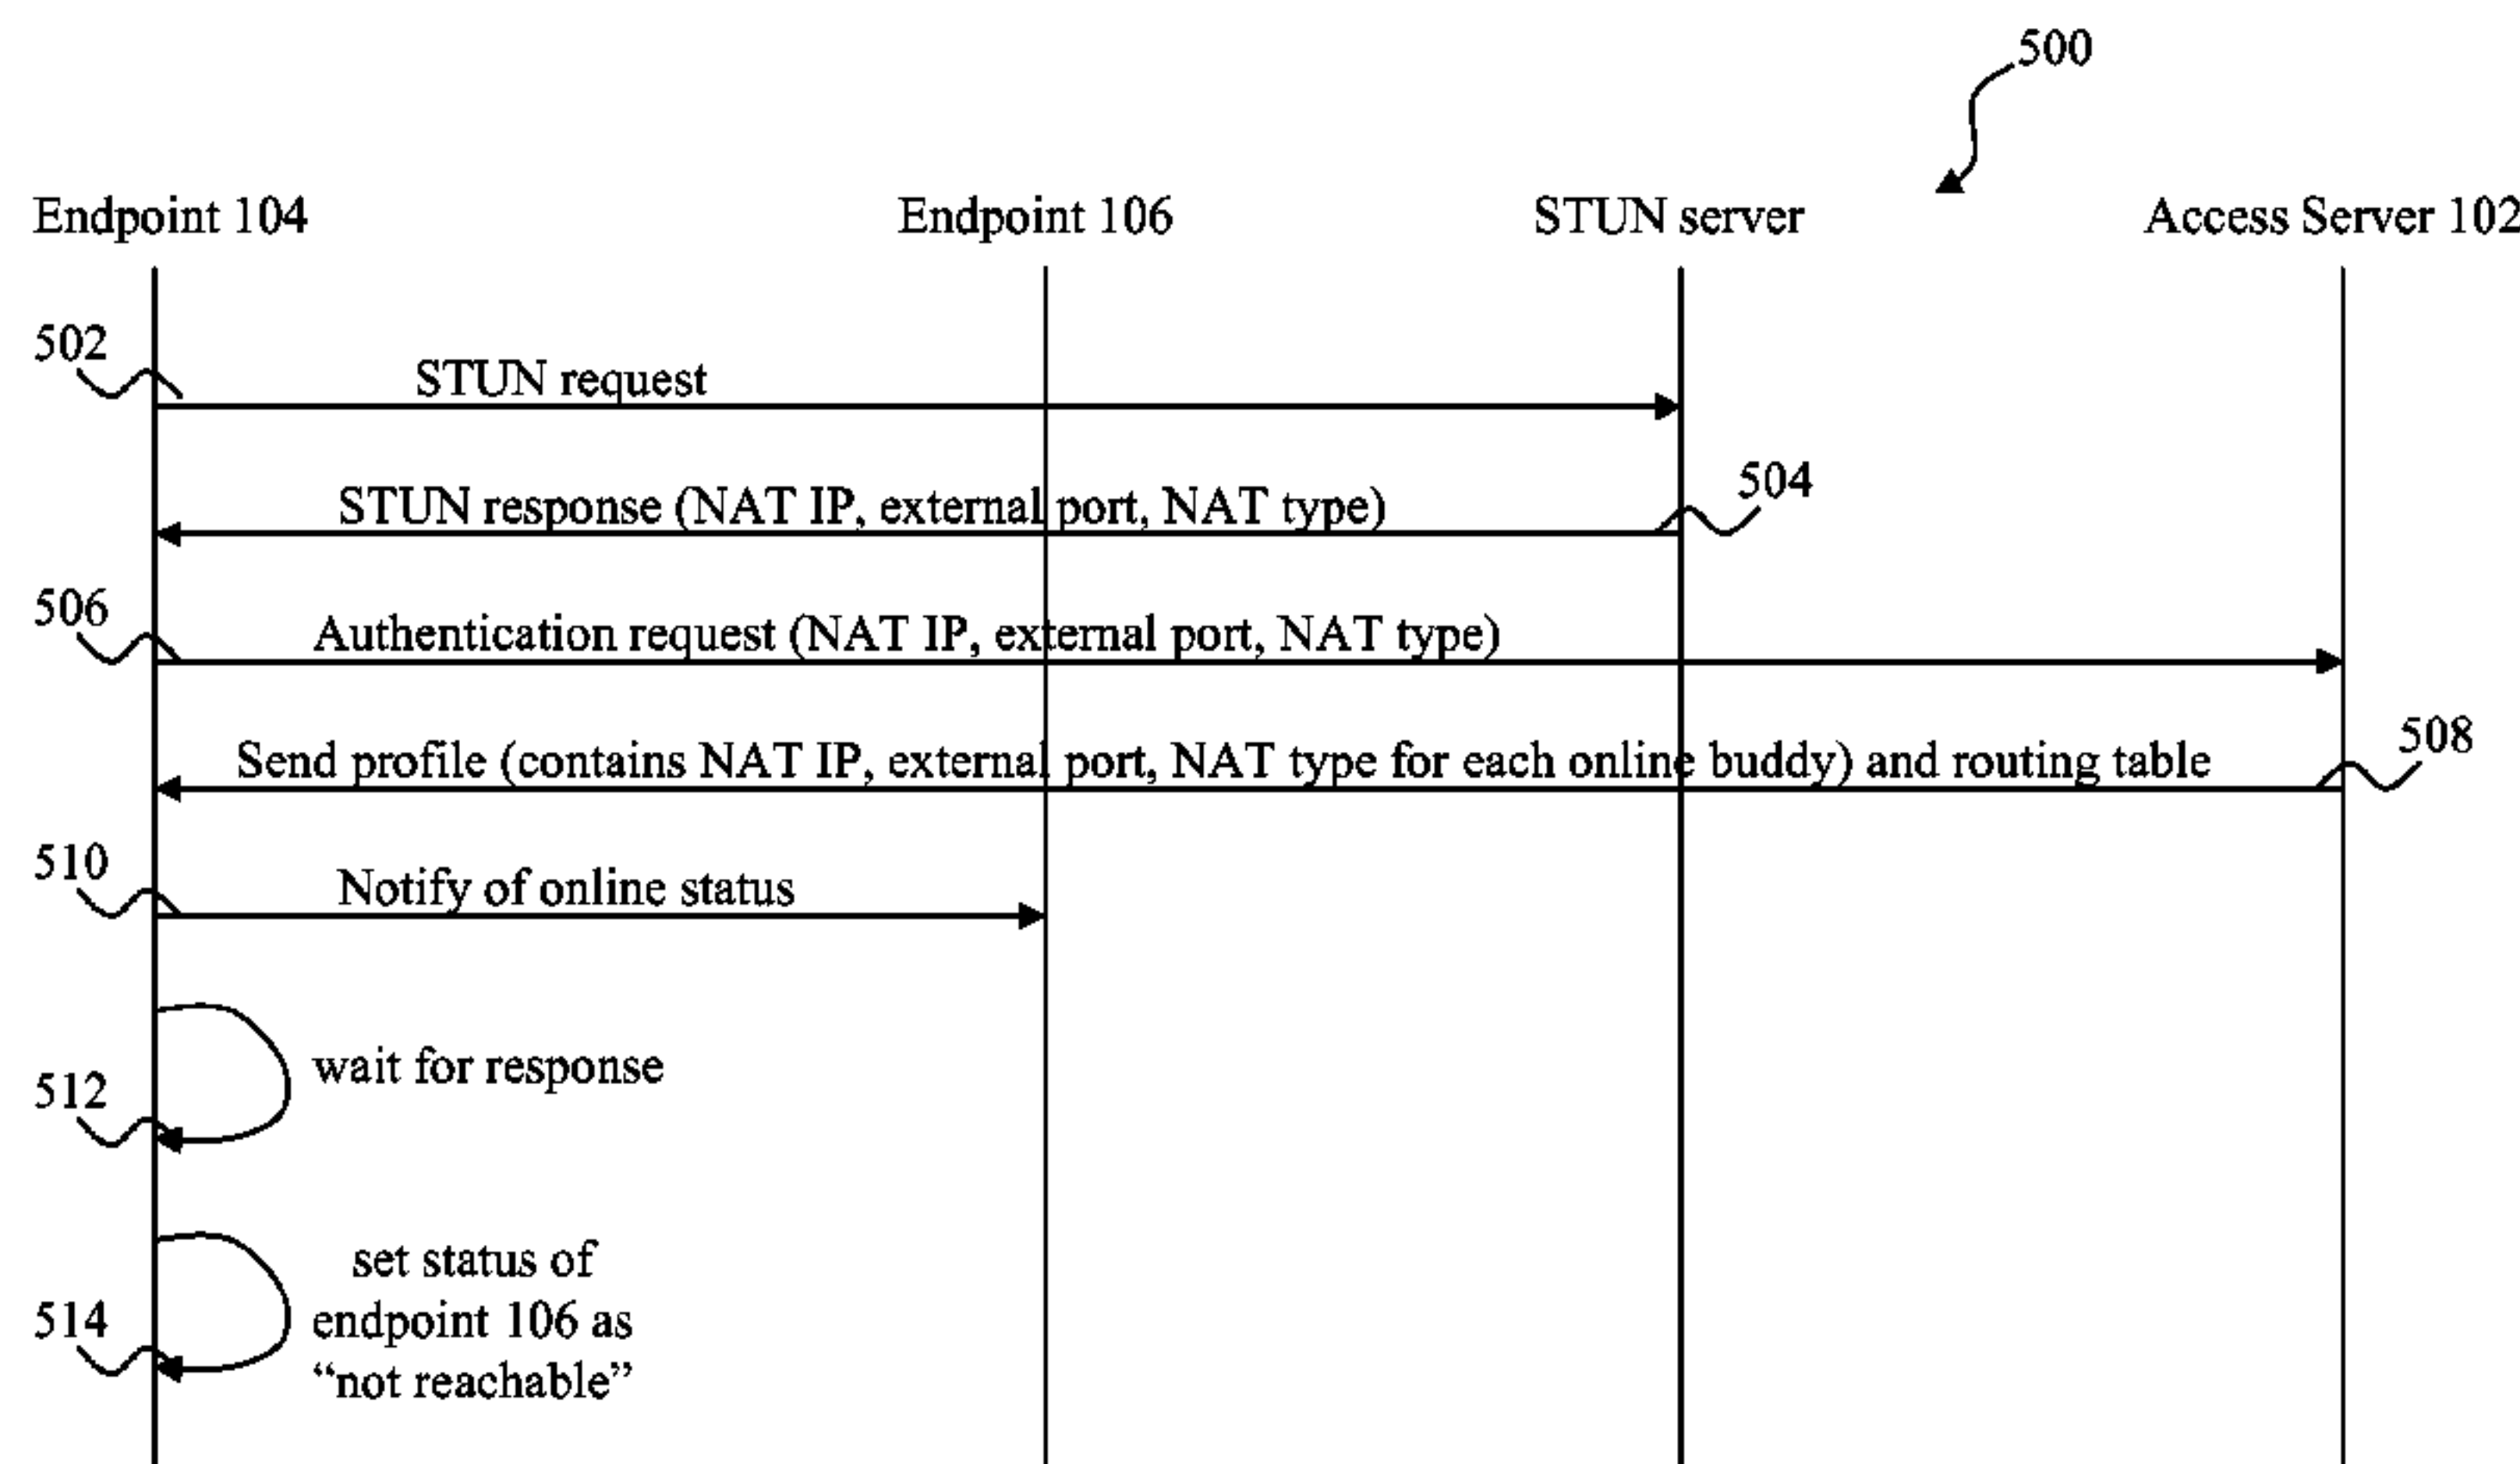 500
Endpoint 104 Endpoint 106 STUN server Access Server 102
502
STUN request
504
STUN response (NAT IP, external port, NAT type)
506
Authentication request (NAT IP, external port, NAT type)
508
Send profile (contains NAT IP, external port, NAT type for each online buddy) and routing table
510
Notify of online status
wait for response
512
set status of
endpoint 106 as
514
“not reachable”